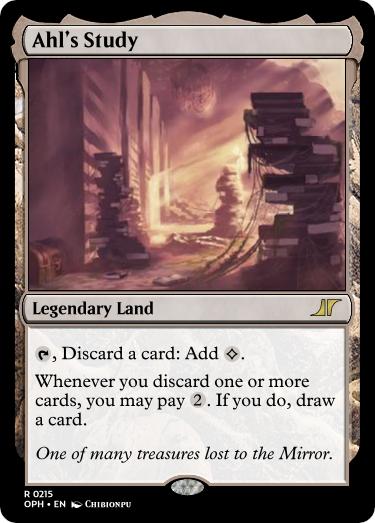 Ahl's Study
Legendary Land
, Discard a card: Add .
Whenever you discard one or more
cards, you may pay 2. If you do, draw
a card.
One of many treasures lost to the Mirror.
R 0215
OPH • EN CHIBIONPU